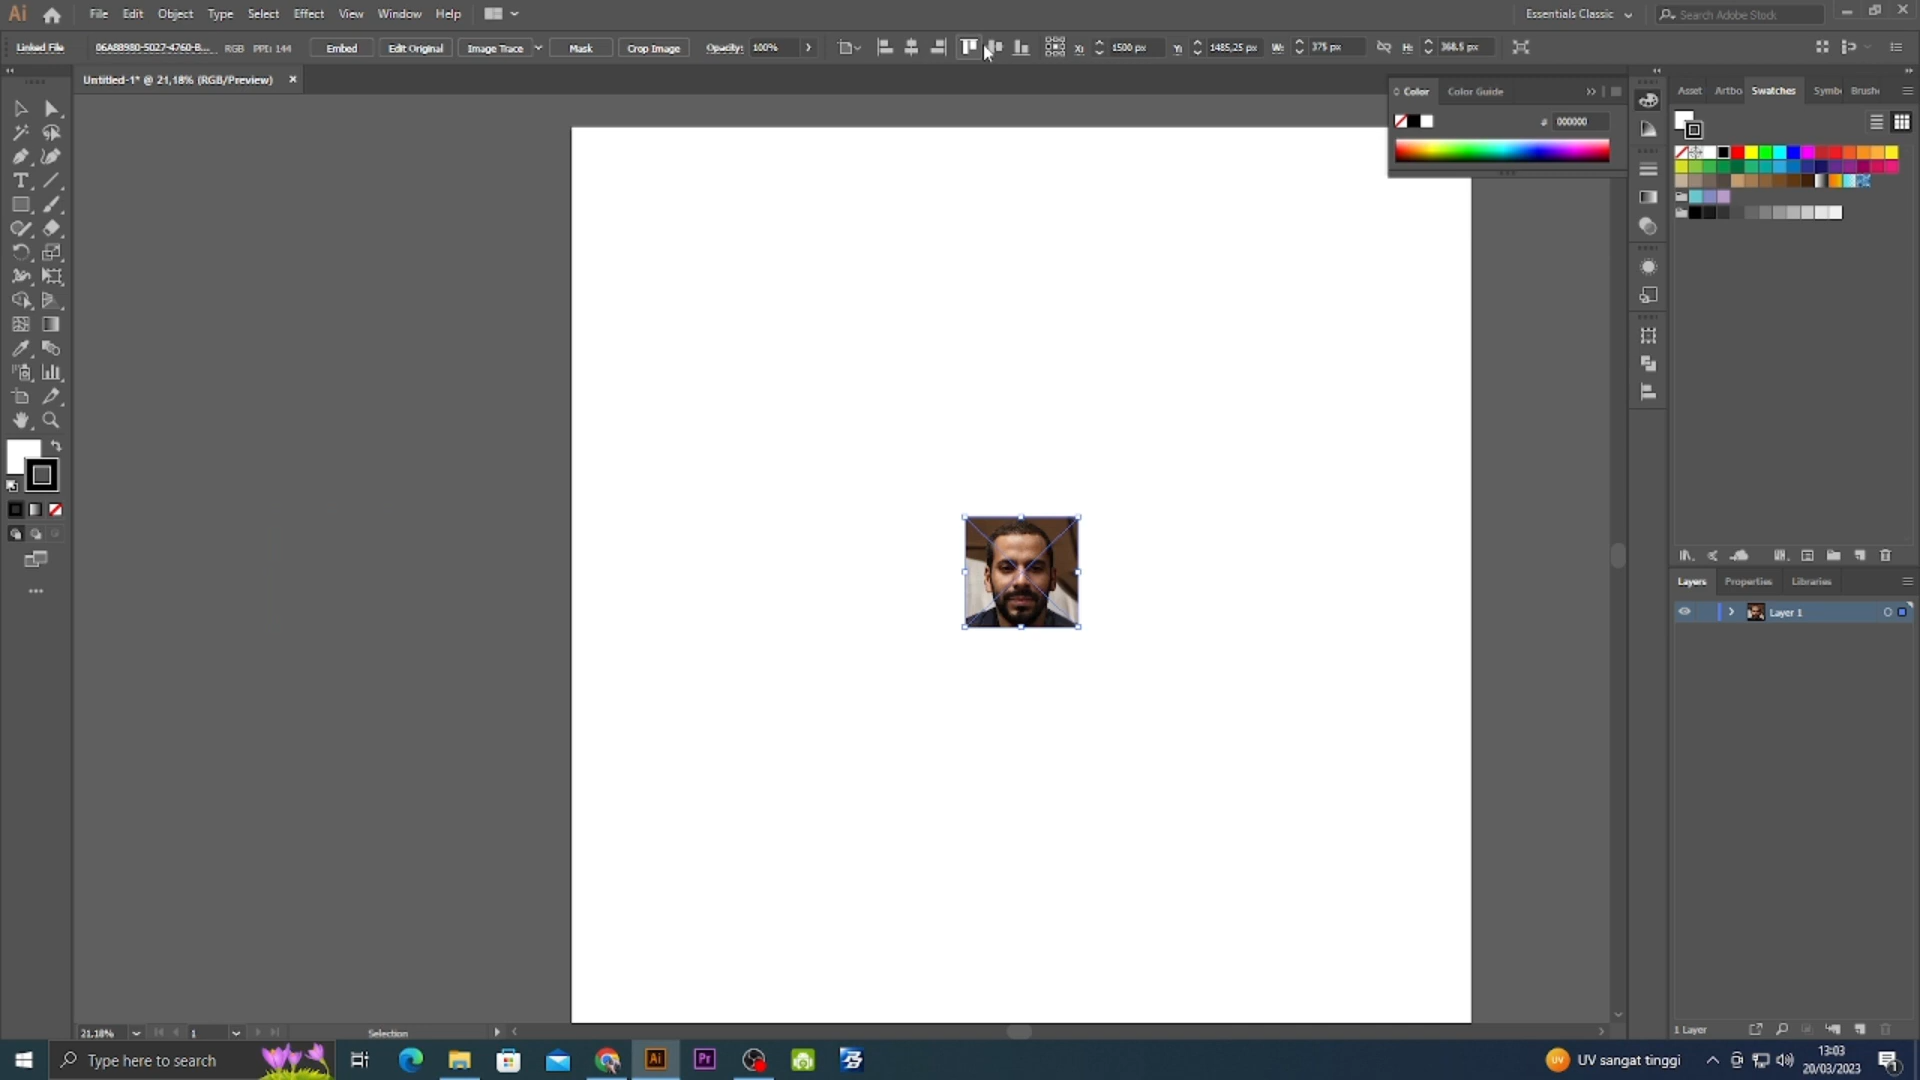 Ai File Edit Object Type Select Effect View Window Help Essentials Classic Search Adobe Stock
Linked File 06A88980-5027-4760-B... RGB PPI: 144 Embed Edit Original Image Trace Mask Crop Image Opacity: 100% X: 1500 px Y: 1485,25 px W: 375 px H: 368.5 px
Untitled-1* @ 21,18% (RGB/Preview)
Color Color Guide Asset Artbo Swatches Symb Brush
# 000000
Layers Properties Libraries
Layer 1
21.18% 1 Selection 1 Layer
Type here to search Ai Pr UV UV sangat tinggi 13:03
20/03/2023